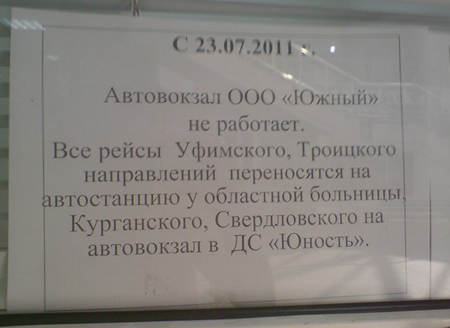 С 23.07.2011 г.
Автовокзал ООО «Южный»
не работает.
Все рейсы Уфимского, Троицкого
направлений переносятся на
автостанцию у областной больницы,
Курганского, Свердловского на
автовокзал в ДС «Юность».